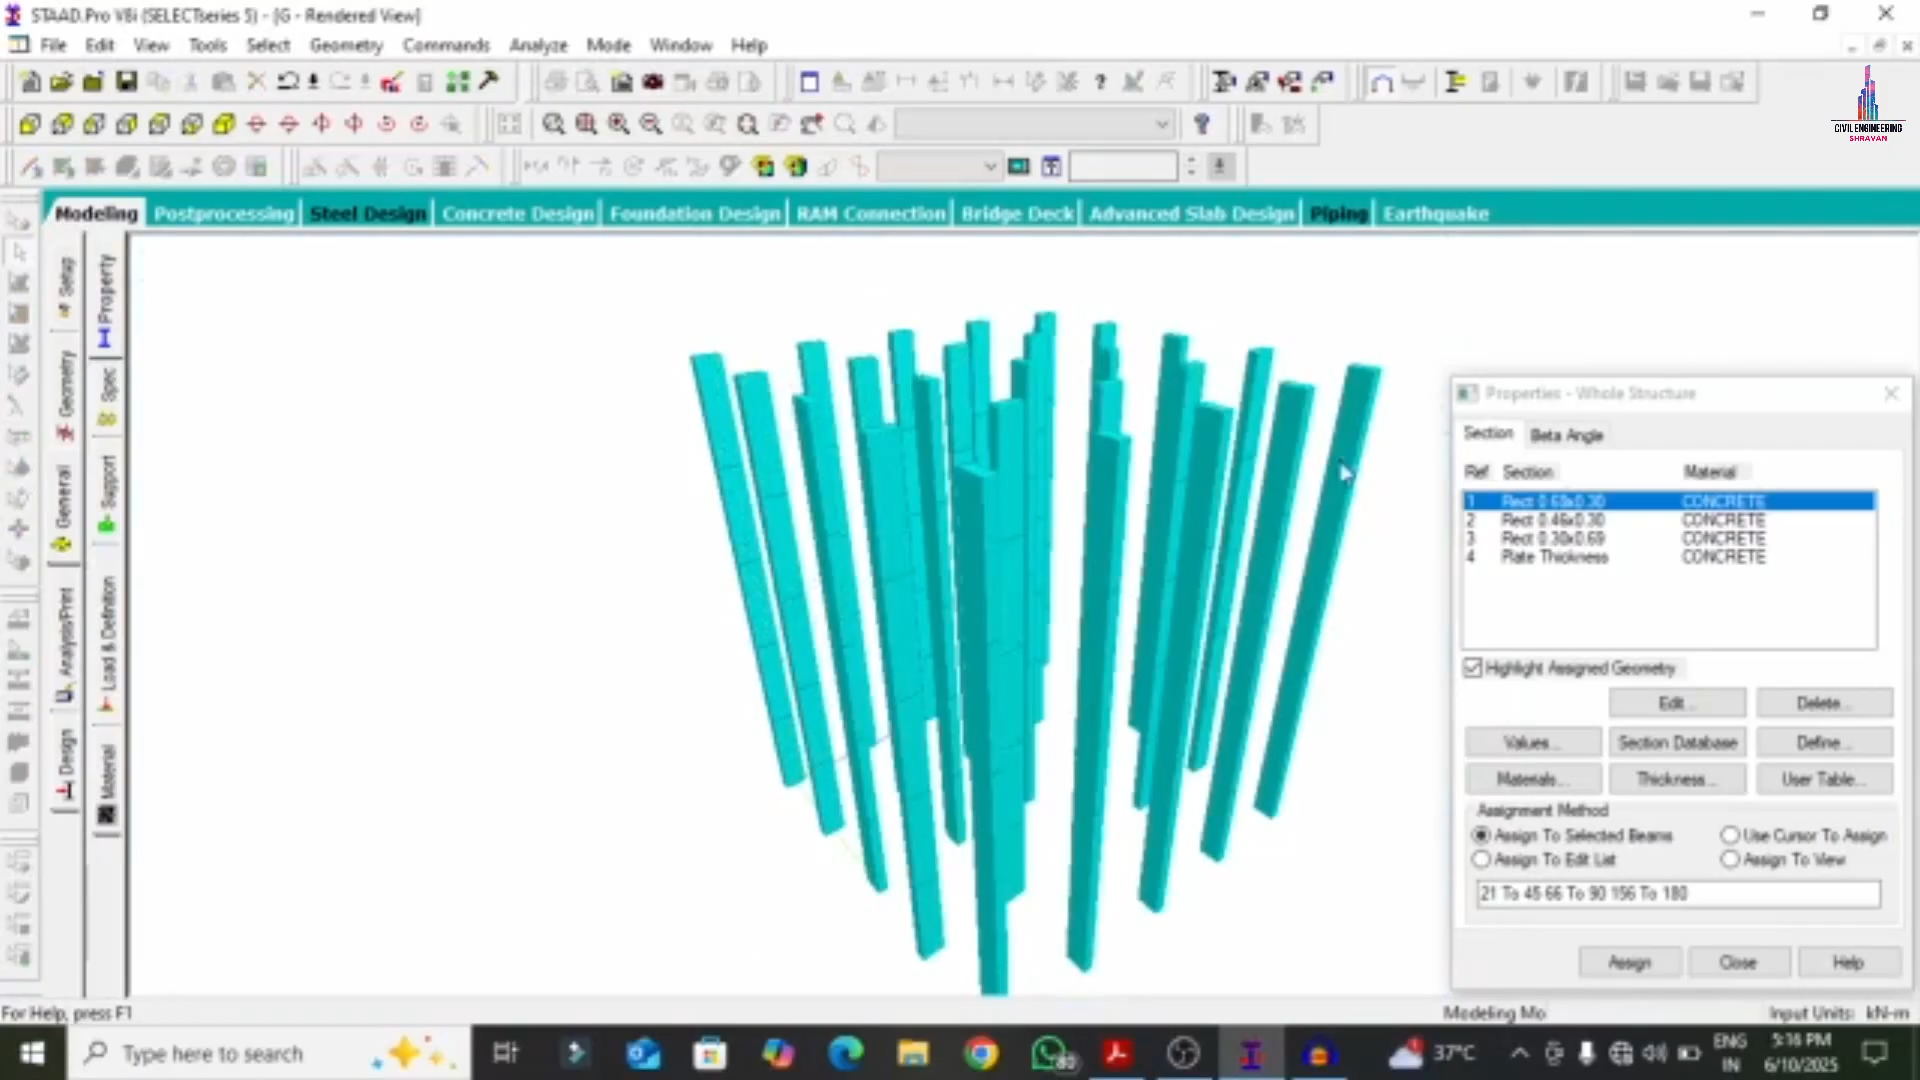 STAAD.Pro V8i (SELECTseries 5) - [G - Rendered View]
File Edit View Tools Select Geometry Commands Analyze Mode Window Help
CIVIL ENGINEERING
SHRAVAN
Modeling Postprocessing Steel Design Concrete Design Foundation Design RAM Connection Bridge Deck Advanced Slab Design Piping Earthquake
Setup
Geometry
General
Analysis/Print
Design
Property
Spec
Support
Load & Definition
Material
Properties - Whole Structure
Section Beta Angle
Ref Section Material
1 Rect 0.69x0.30 CONCRETE
2 Rect 0.46x0.30 CONCRETE
3 Rect 0.30x0.69 CONCRETE
4 Plate Thickness CONCRETE
Highlight Assigned Geometry
Edit... Delete...
Values... Section Database Define...
Materials... Thickness... User Table...
Assignment Method
Assign To Selected Beams Use Cursor To Assign
Assign To Edit List Assign To View
21 To 45 66 To 90 156 To 180
Assign Close Help
For Help, press F1 Modeling Mo Input Units: kN-m
Type here to search 80 37°C ENG IN 5:16 PM 6/10/2025